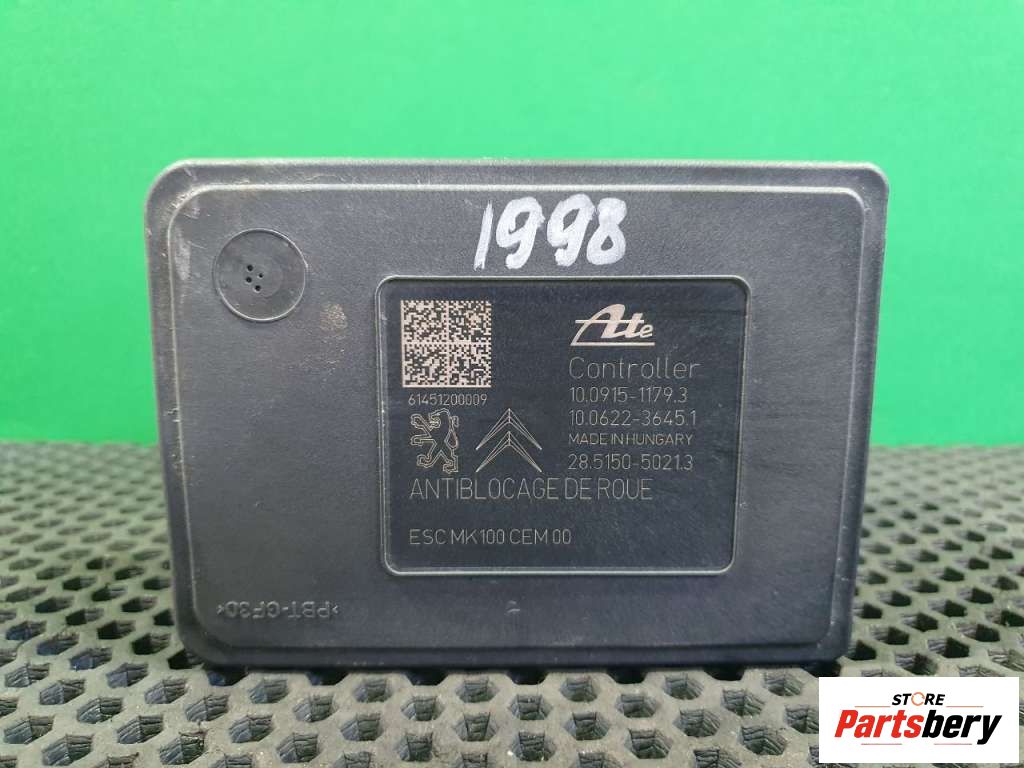 1998
Ate
Controller
10.0915-1179.3
10.0622-3645.1
MADE IN HUNGARY
28.5150-5021.3
61451200009
ANTIBLOCAGE DE ROUE
ESC MK100 CEM 00
>PBT-GF30<
STORE
Partsbery